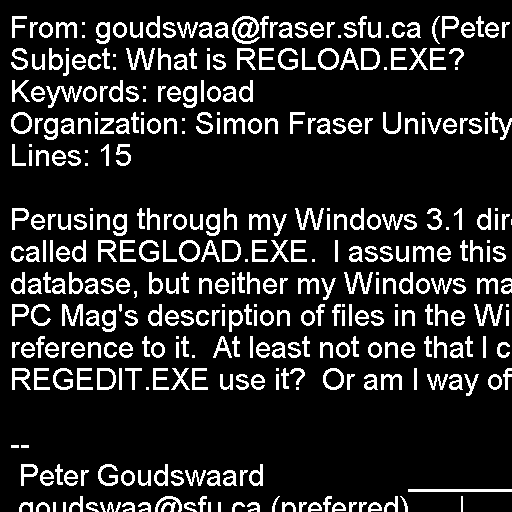 From: goudswaa@fraser.sfu.ca (Peter
Subject: What is REGLOAD.EXE?
Keywords: regload
Organization: Simon Fraser University
Lines: 15

Perusing through my Windows 3.1 dir
called REGLOAD.EXE.  I assume this
database, but neither my Windows ma
PC Mag's description of files in the Wi
reference to it.  At least not one that I c
REGEDIT.EXE use it?  Or am I way of

--
 Peter Goudswaard
 goudswaa@sfu.ca (preferred)      |